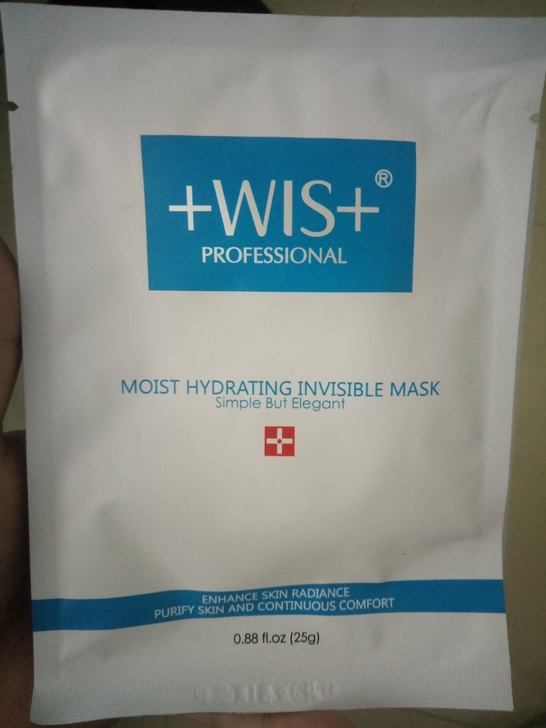 +WIS+®
PROFESSIONAL
MOIST HYDRATING INVISIBLE MASK
Simple But Elegant
ENHANCE SKIN RADIANCE
PURIFY SKIN AND CONTINUOUS COMFORT
0.88 fl.oz (25g)